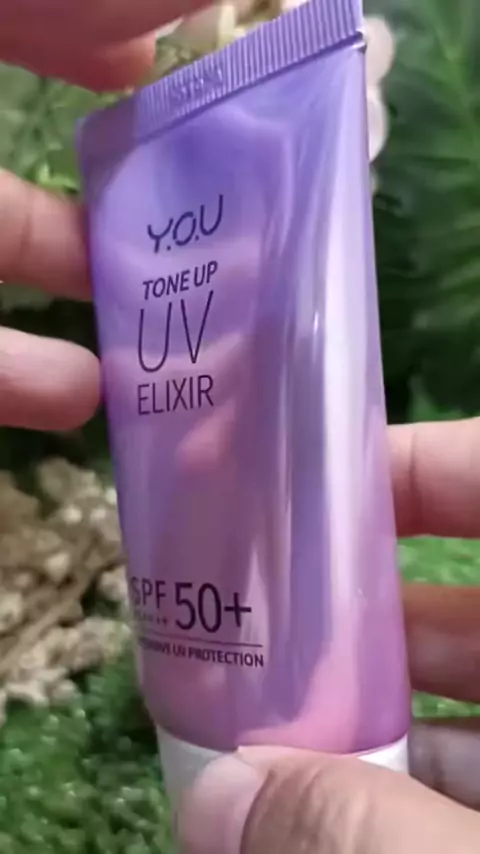 Y.O.U
TONE UP
UV
ELIXIR
SPF 50+
UV PROTECTION